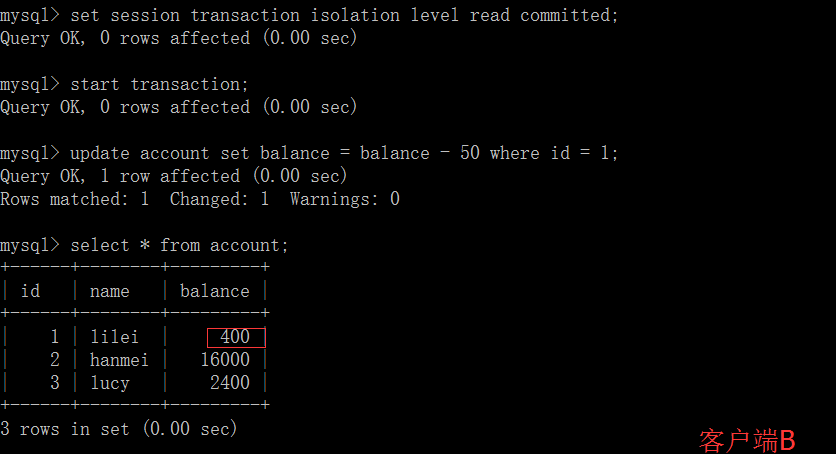 mysql> set session transaction isolation level read committed;
Query OK, 0 rows affected (0.00 sec)
mysql> start transaction;
Query OK, 0 rows affected (0.00 sec)
mysql> update account set balance = balance - 50 where id = 1;
Query OK, 1 row affected (0.00 sec)
Rows matched: 1  Changed: 1  Warnings: 0
mysql> select * from account;
+------+--------+---------+
| id   | name   | balance |
+------+--------+---------+
|    1 | lilei  |     400 |
|    2 | hanmei |   16000 |
|    3 | lucy   |    2400 |
+------+--------+---------+
3 rows in set (0.00 sec)
客户端B